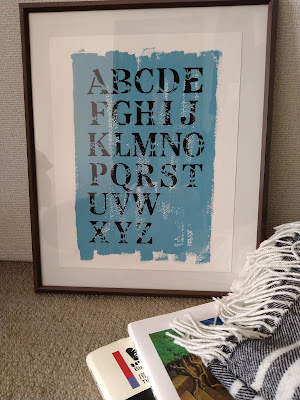 ABCDE
FGHIJ
KLMNO
PQRST
UVW
XYZ